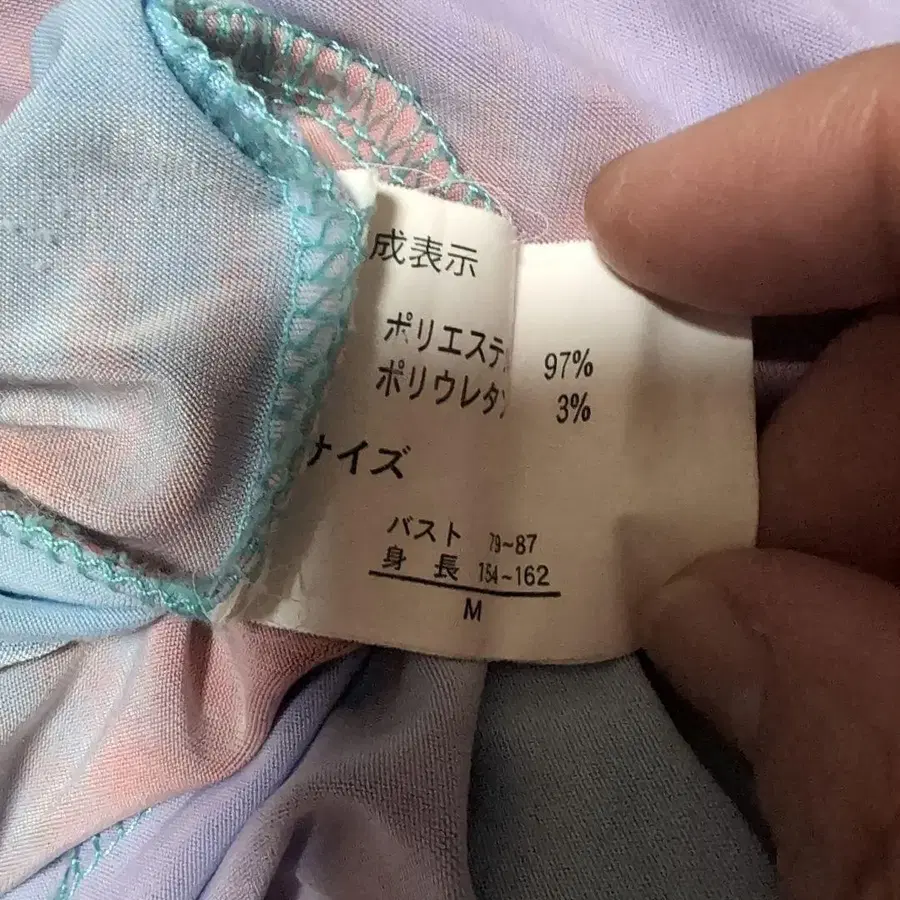 成表示
ポリエステ 97%
ポリウレタ 3%
サイズ
バスト 79~87
身長 154~162
M